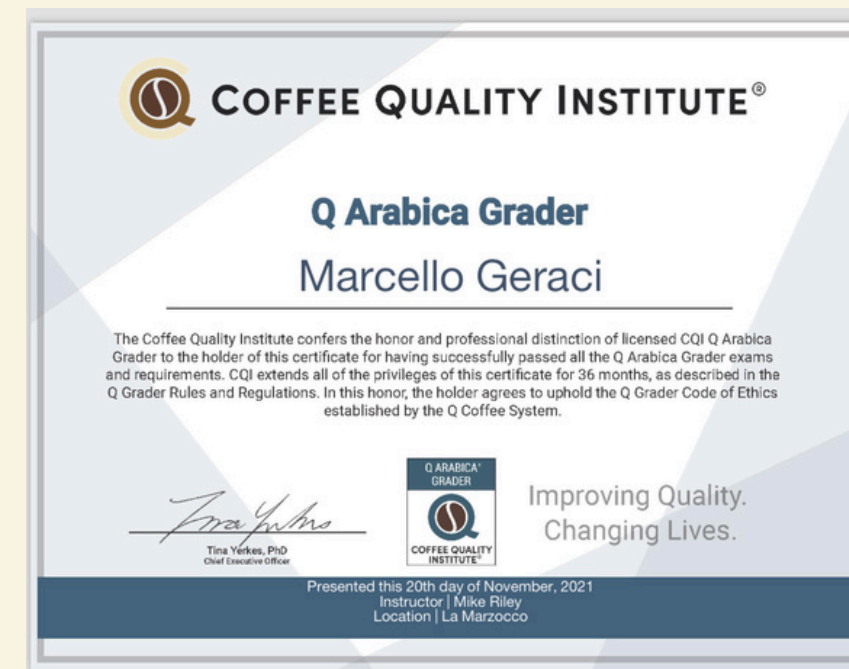 COFFEE QUALITY INSTITUTE®
Q Arabica Grader
Marcello Geraci
The Coffee Quality Institute confers the honor and professional distinction of licensed CQI Q Arabica
Grader to the holder of this certificate for having successfully passed all the Q Arabica Grader exams
and requirements. CQI extends all of the privileges of this certificate for 36 months, as described in the
Q Grader Rules and Regulations. In this honor, the holder agrees to uphold the Q Grader Code of Ethics
established by the Q Coffee System.
Tina Yerkes, PhD
Chief Executive Officer
Q ARABICA
GRADER
COFFEE QUALITY
INSTITUTE®
Improving Quality.
Changing Lives.
Presented this 20th day of November, 2021
Instructor | Mike Riley
Location | La Marzocco